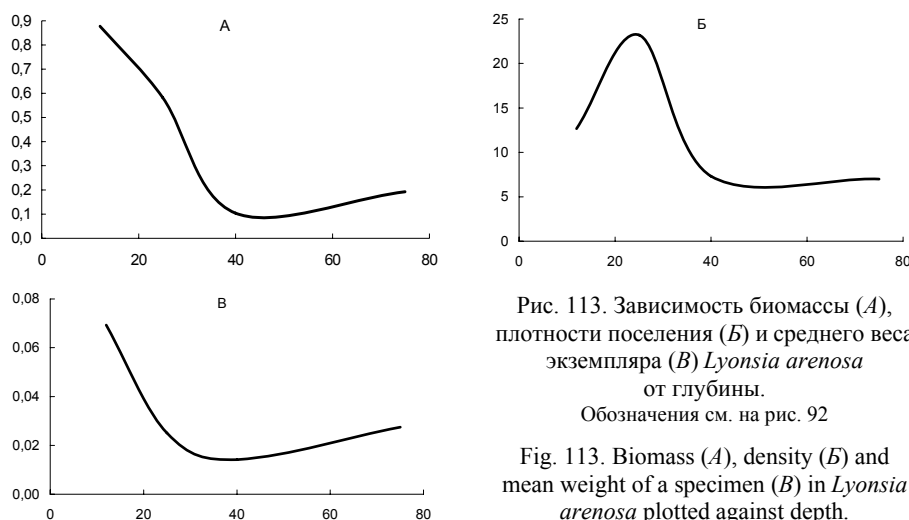 А
0,9
0,8
0,7
0,6
0,5
0,4
0,3
0,2
0,1
0,0
0 20 40 60 80
Б
25
20
15
10
5
0
0 20 40 60 80
В
0,08
0,06
0,04
0,02
0,00
0 20 40 60 80
Рис. 113. Зависимость биомассы (А),
плотности поселения (Б) и среднего веса
экземпляра (В) Lyonsia arenosa
от глубины.
Обозначения см. на рис. 92
Fig. 113. Biomass (А), density (Б) and
mean weight of a specimen (В) in Lyonsia
arenosa plotted against depth.